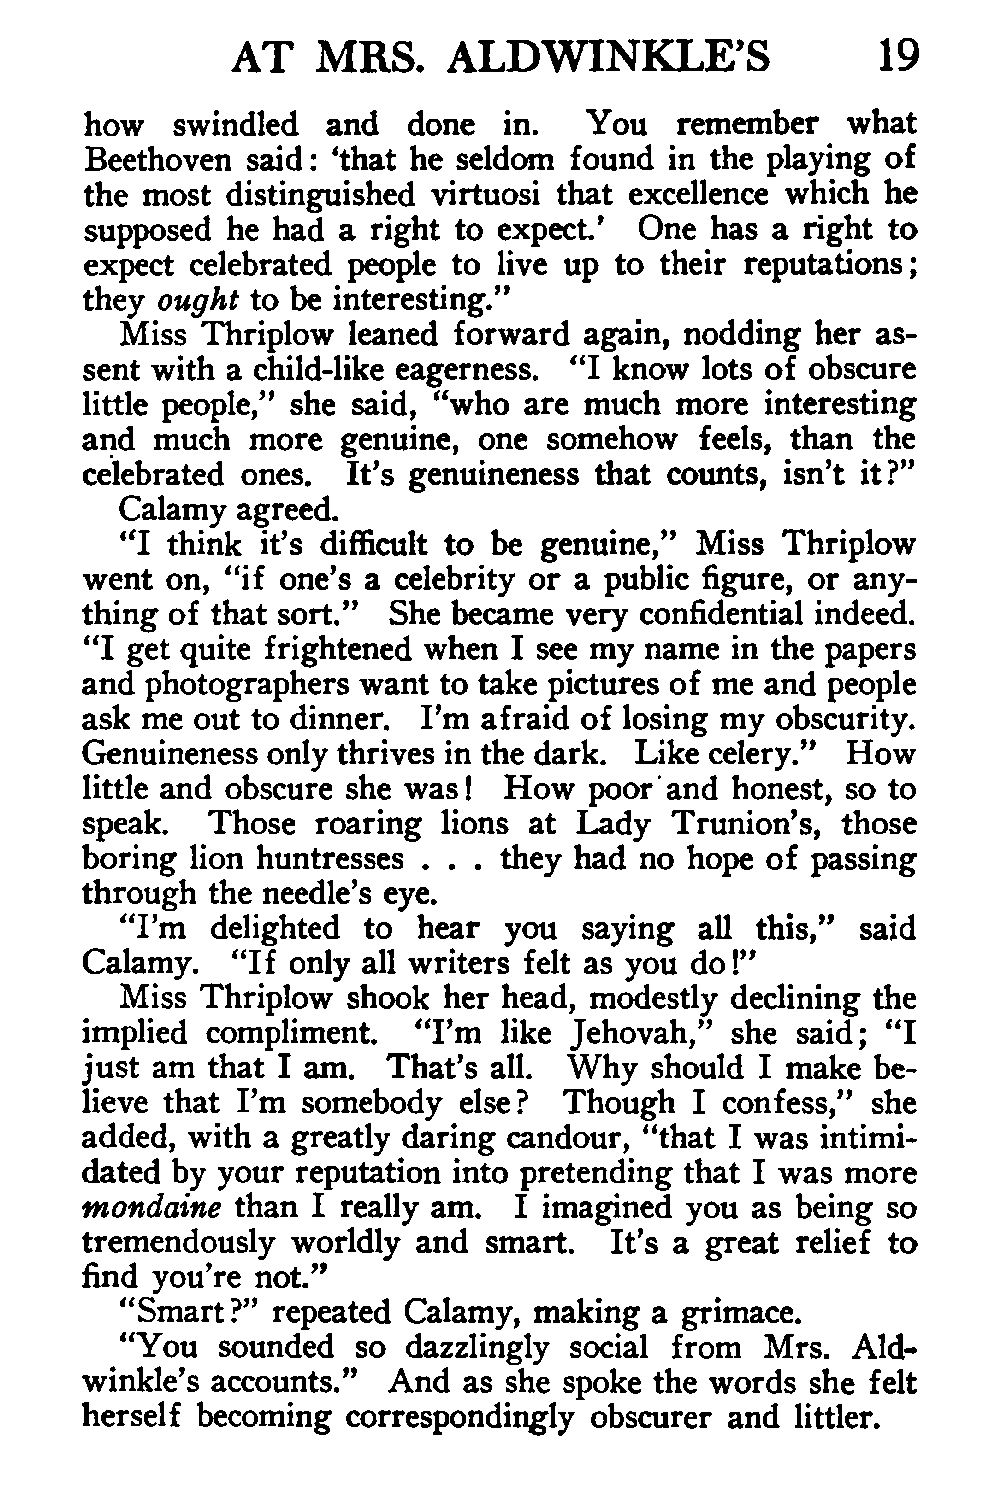 AT MRS. ALDWINKLE'S 19
how swindled and done in. You remember what
Beethoven said: 'that he seldom found in the playing of
the most distinguished virtuosi that excellence which he
supposed he had a right to expect.' One has a right to
expect celebrated people to live up to their reputations;
they ought to be interesting."
Miss Thriplow leaned forward again, nodding her as-
sent with a child-like eagerness. "I know lots of obscure
little people," she said, "who are much more interesting
and much more genuine, one somehow feels, than the
celebrated ones. It's genuineness that counts, isn't it?"
Calamy agreed.
"I think it's difficult to be genuine," Miss Thriplow
went on, "if one's a celebrity or a public figure, or any-
thing of that sort." She became very confidential indeed.
"I get quite frightened when I see my name in the papers
and photographers want to take pictures of me and people
ask me out to dinner. I'm afraid of losing my obscurity.
Genuineness only thrives in the dark. Like celery." How
little and obscure she was! How poor and honest, so to
speak. Those roaring lions at Lady Trunion's, those
boring lion huntresses . . . they had no hope of passing
through the needle's eye.
"I'm delighted to hear you saying all this," said
Calamy. "If only all writers felt as you do!"
Miss Thriplow shook her head, modestly declining the
implied compliment. "I'm like Jehovah," she said; "I
just am that I am. That's all. Why should I make be-
lieve that I'm somebody else? Though I confess," she
added, with a greatly daring candour, "that I was intimi-
dated by your reputation into pretending that I was more
mondaine than I really am. I imagined you as being so
tremendously worldly and smart. It's a great relief to
find you're not."
"Smart?" repeated Calamy, making a grimace.
"You sounded so dazzlingly social from Mrs. Ald-
winkle's accounts." And as she spoke the words she felt
herself becoming correspondingly obscurer and littler.